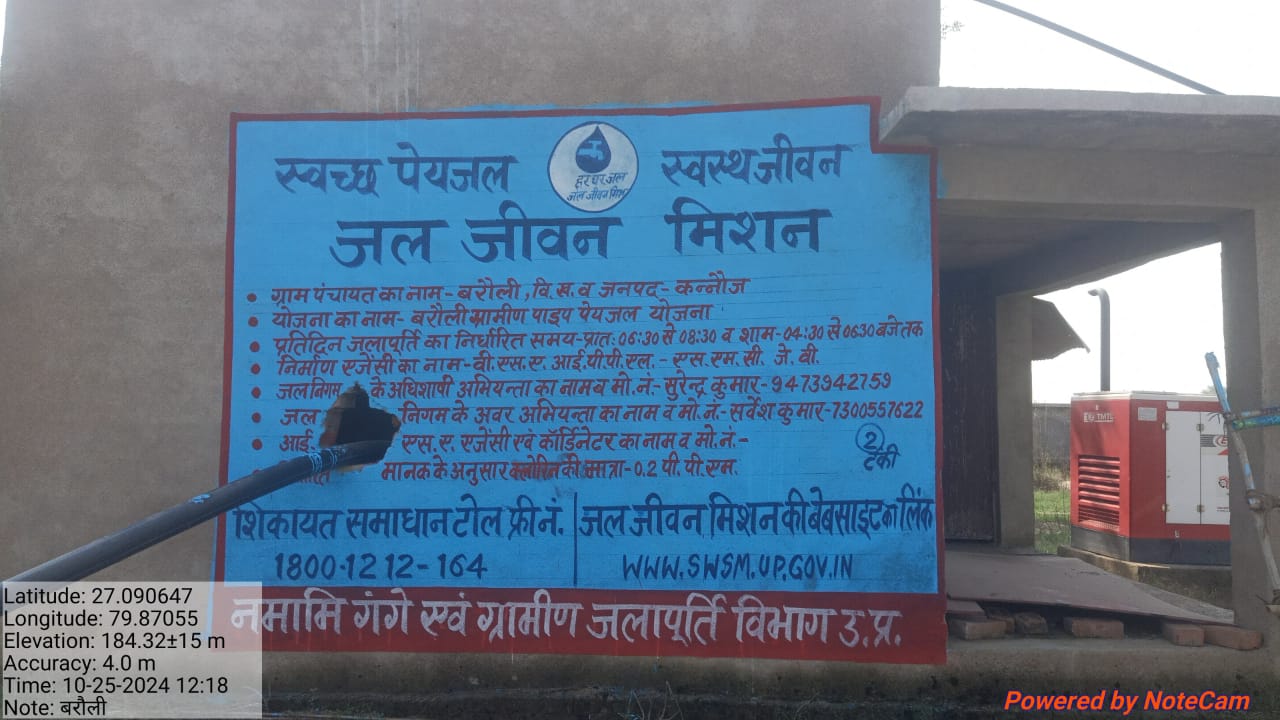 स्वच्छ पेयजल
हर घर जल
जल जीवन मिशन
स्वस्थ जीवन
जल जीवन मिशन
• ग्राम पंचायत का नाम - बरौली, वि.ख. व जनपद - कन्नौज
• योजना का नाम - बरौली ग्रामीण पाइप पेयजल योजना
• प्रतिदिन जलापूर्ति का निर्धारित समय - प्रात: 06:30 से 08:30 व शाम - 04:30 से 06:30 बजे तक
• निर्माण एजेंसी का नाम - वी.एस.ए. आई.पी.पी.एल. - एस.एम.सी. जे.वी.
• जल निगम के अधिशाषी अभियन्ता का नाम व मो.नं. - सुरेन्द्र कुमार - 9473942759
• जल निगम के अवर अभियन्ता का नाम व मो.नं. - सर्वेश कुमार - 7300557622
• आई. एस.ए. एजेंसी एवं कॉर्डिनेटर का नाम व मो.नं. -
मानक के अनुसार क्लोरिन की मात्रा - 0.2 पी.पी.एम.
2
टंकी
शिकायत समाधान टोल फ्री नं.
1800-1212-164
जल जीवन मिशन की बेबसाइट का लिंक
WWW.SWSM.UP.GOV.IN
नमामि गंगे एवं ग्रामीण जलापूर्ति विभाग उ.प्र.
TMTL
Latitude: 27.090647
Longitude: 79.87055
Elevation: 184.32±15 m
Accuracy: 4.0 m
Time: 10-25-2024 12:18
Note: बरौली
Powered by NoteCam